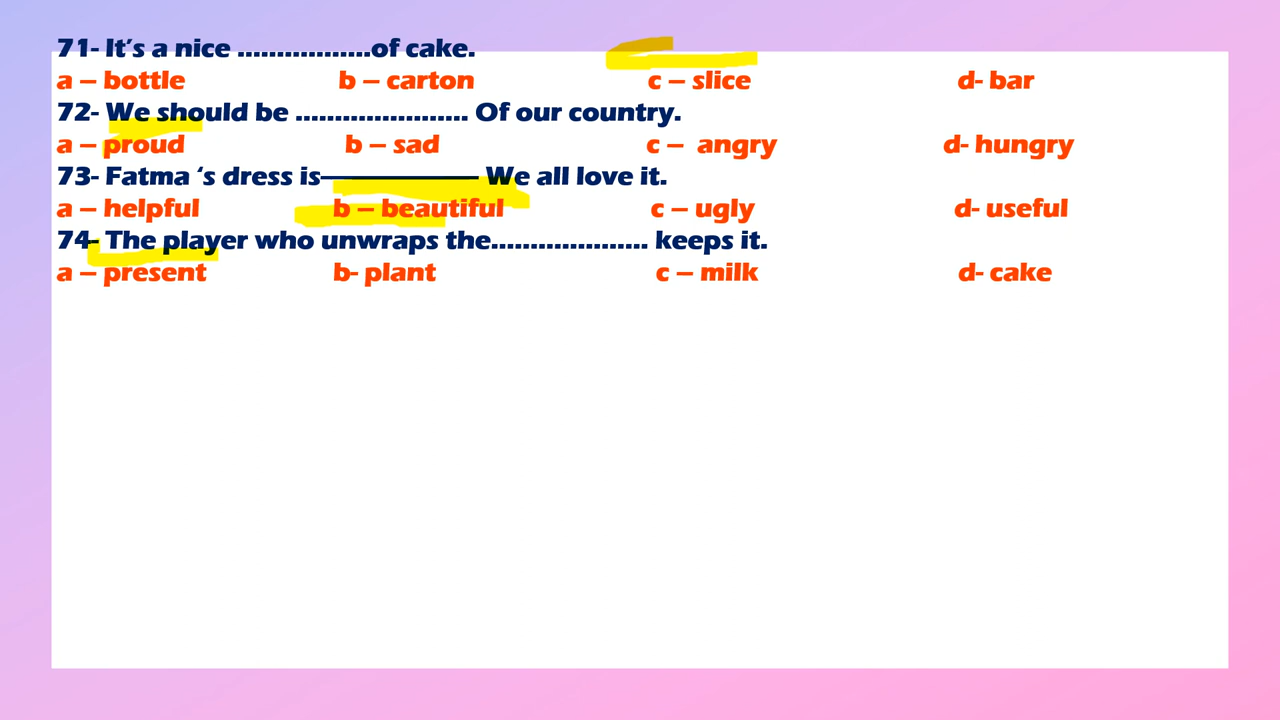 71- It's a nice .................of cake.
a – bottle b – carton c – slice d- bar
72- We should be ...................... Of our country.
a – proud b – sad c – angry d- hungry
73- Fatma ‘s dress is—————— We all love it.
a – helpful b – beautiful c – ugly d- useful
74- The player who unwraps the.................... keeps it.
a – present b- plant c – milk d- cake